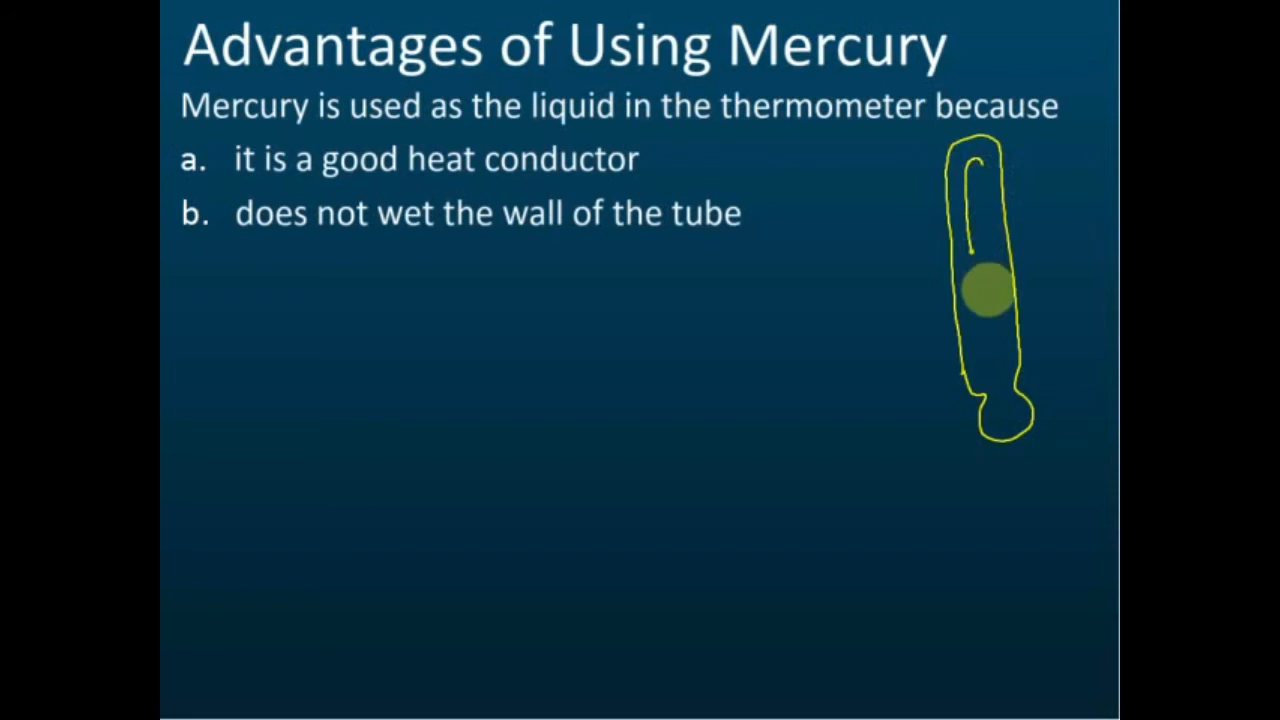 Advantages of Using Mercury
Mercury is used as the liquid in the thermometer because
a. it is a good heat conductor
b. does not wet the wall of the tube